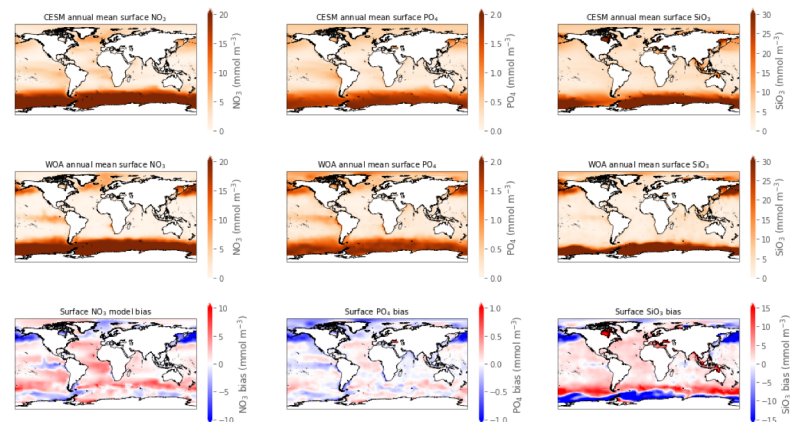 CESM annual mean surface NO₃
20
15
10
5
0
NO₃ (mmol m⁻³)
CESM annual mean surface PO₄
2.0
1.5
1.0
0.5
0.0
PO₄ (mmol m⁻³)
CESM annual mean surface SiO₃
30
25
20
15
10
5
0
SiO₃ (mmol m⁻³)
WOA annual mean surface NO₃
20
15
10
5
0
NO₃ (mmol m⁻³)
WOA annual mean surface PO₄
2.0
1.5
1.0
0.5
0.0
PO₄ (mmol m⁻³)
WOA annual mean surface SiO₃
30
25
20
15
10
5
0
SiO₃ (mmol m⁻³)
Surface NO₃ model bias
10
5
0
−5
−10
NO₃ bias (mmol m⁻³)
Surface PO₄ bias
1.0
0.5
0.0
−0.5
−1.0
PO₄ bias (mmol m⁻³)
Surface SiO₃ bias
15
10
5
0
−5
−10
−15
SiO₃ bias (mmol m⁻³)